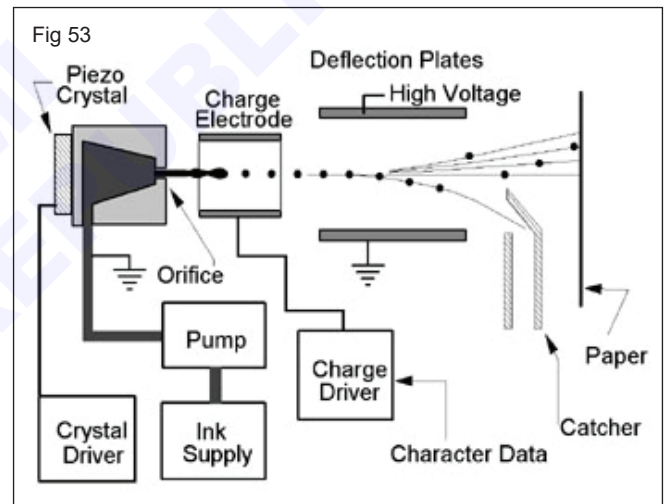 Fig 53
Piezo
Crystal
Charge
Electrode
Deflection Plates
High Voltage
Orifice
Pump
Crystal
Driver
Ink
Supply
Charge
Driver
Character Data
Catcher
Paper